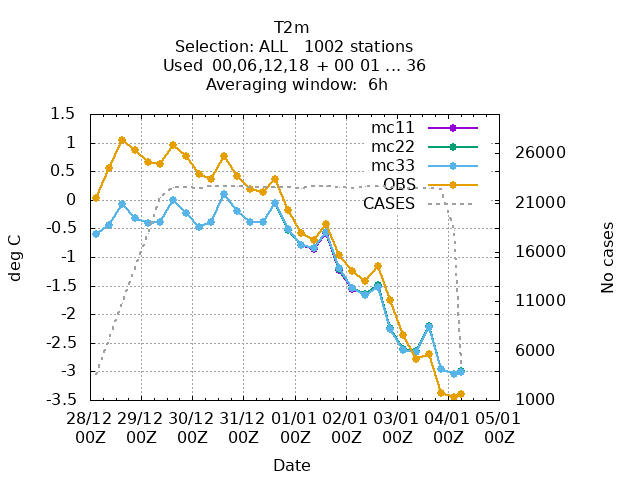 T2m
Selection: ALL   1002 stations
Used  00,06,12,18  + 00 01 ... 36
Averaging window:  6h
mc11
mc22
mc33
OBS
CASES
1.5
1
0.5
0
-0.5
-1
-1.5
-2
-2.5
-3
-3.5
deg C
26000
21000
16000
11000
6000
1000
No cases
28/12 29/12 30/12 31/12 01/01 02/01 03/01 04/01 05/01
00Z 00Z 00Z 00Z 00Z 00Z 00Z 00Z 00Z
Date